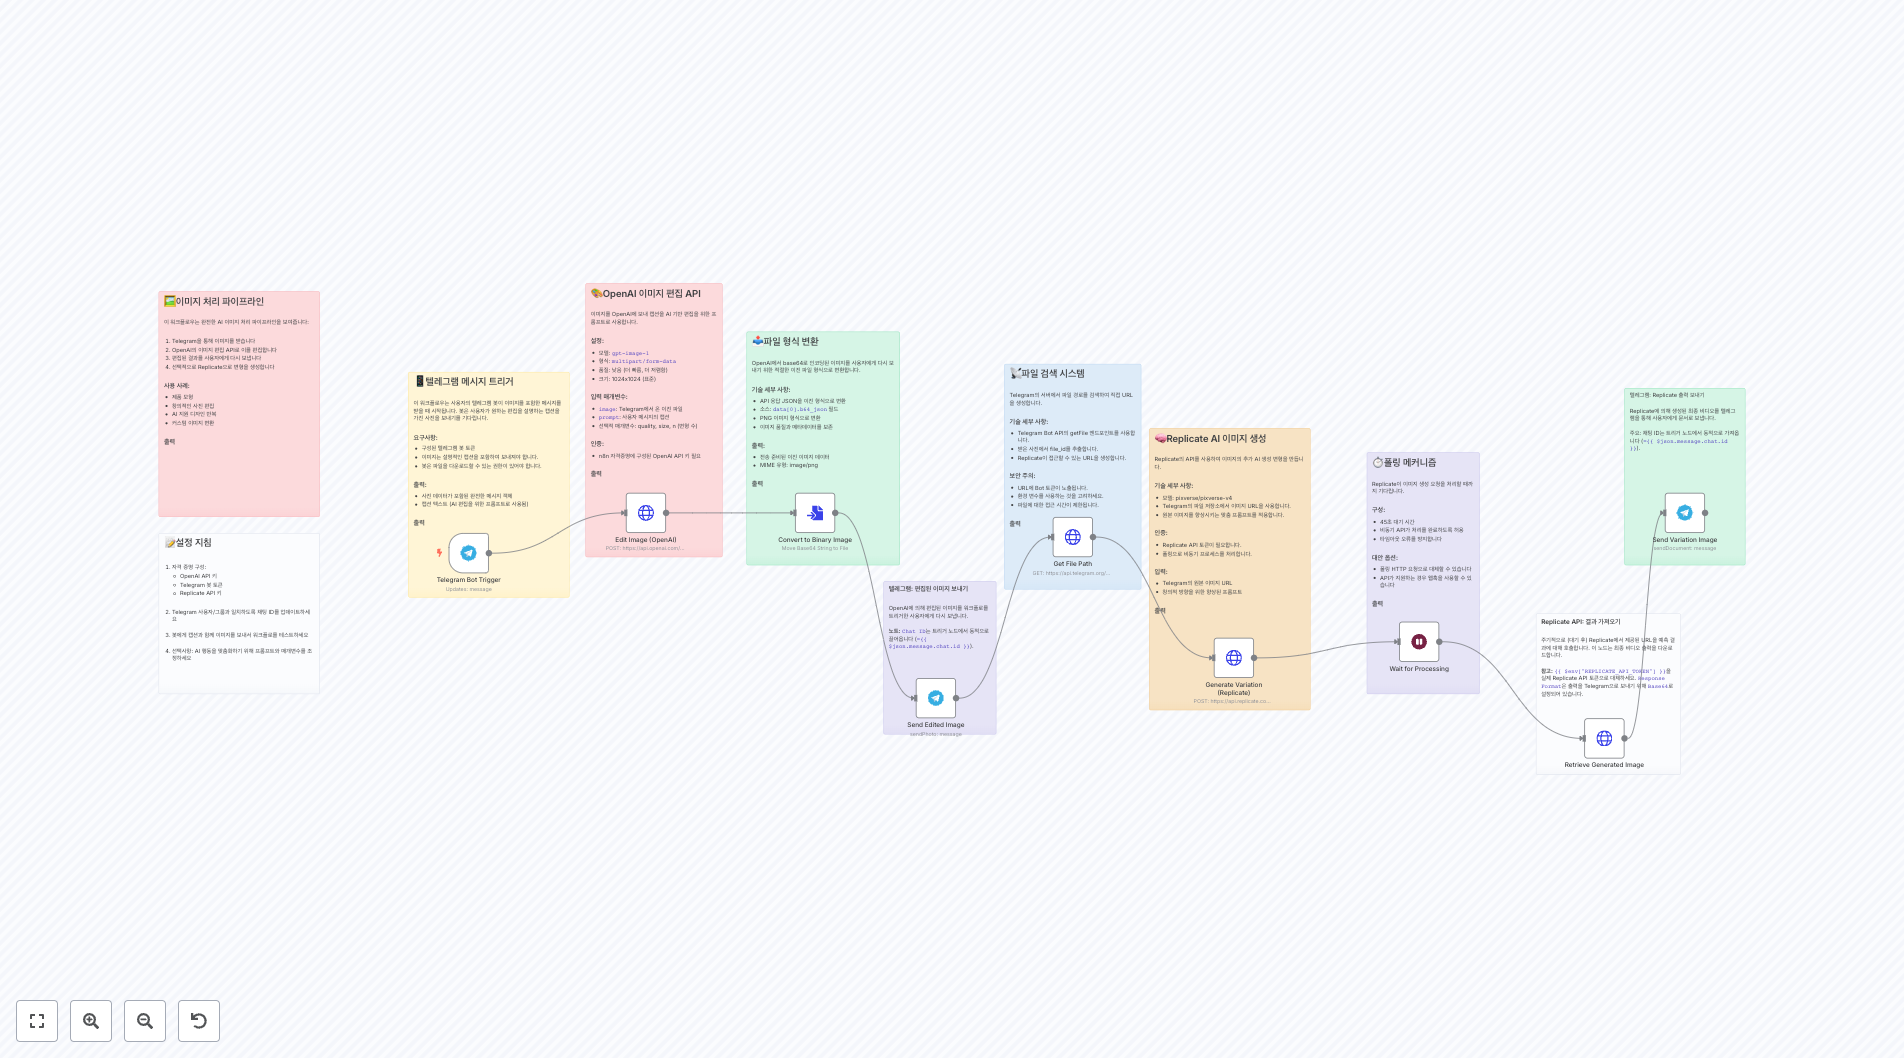 🖼️이미지 처리 파이프라인
이 워크플로우는 완전한 AI 이미지 처리 파이프라인을 보여줍니다:
1. Telegram을 통해 이미지를 받습니다
2. OpenAI의 이미지 편집 API로 이를 편집합니다
3. 편집된 결과를 사용자에게 다시 보냅니다
4. 선택적으로 Replicate으로 변형을 생성합니다
사용 사례:
제품 모형
창의적인 사진 편집
AI 지원 디자인 반복
커스텀 이미지 변환
출력
📝설정 지침
1. 자격 증명 구성:
OpenAI API 키
Telegram 봇 토큰
Replicate API 키
2. Telegram 사용자/그룹과 일치하도록 채팅 ID를 업데이트하세
요
3. 봇에게 캡션과 함께 이미지를 보내서 워크플로를 테스트하세요
4. 선택사항: AI 행동을 맞춤화하기 위해 프롬프트와 매개변수를 조
정하세요
📱텔레그램 메시지 트리거
이 워크플로우는 사용자의 텔레그램 봇이 이미지를 포함한 메시지를
받을 때 시작됩니다. 봇은 사용자가 원하는 편집을 설명하는 캡션을
가진 사진을 보내기를 기다립니다.
요구사항:
구성된 텔레그램 봇 토큰
이미지는 설명적인 캡션을 포함하여 보내져야 합니다.
봇은 파일을 다운로드할 수 있는 권한이 있어야 합니다.
출력:
사진 데이터가 포함된 완전한 메시지 객체
캡션 텍스트 (AI 편집을 위한 프롬프트로 사용됨)
출력
Telegram Bot Trigger
Updates: message
🎨OpenAI 이미지 편집 API
이미지를 OpenAI에 보내 캡션을 AI 기반 편집을 위한 프
롬프트로 사용합니다.
설정:
모델: gpt-image-1
형식: multipart/form-data
품질: 낮음 (더 빠름, 더 저렴함)
크기: 1024x1024 (표준)
입력 매개변수:
image: Telegram에서 온 이진 파일
prompt: 사용자 메시지의 캡션
선택적 매개변수: quality, size, n (변형 수)
인증:
n8n 자격증명에 구성된 OpenAI API 키 필요
출력
Edit Image (OpenAI)
POST: https://api.openai.com/...
📤파일 형식 변환
OpenAI에서 base64로 인코딩된 이미지를 사용자에게 다시 보
내기 위한 적절한 이진 파일 형식으로 변환합니다.
기술 세부 사항:
API 응답 JSON을 이진 형식으로 변환
소스: data[0].b64_json 필드
PNG 이미지 형식으로 변환
이미지 품질과 메타데이터를 보존
출력:
전송 준비된 이진 이미지 데이터
MIME 유형: image/png
출력
Convert to Binary Image
Move Base64 String to File
텔레그램: 편집된 이미지 보내기
OpenAI에 의해 편집된 이미지를 워크플로를
트리거한 사용자에게 다시 보냅니다.
노트: Chat ID는 트리거 노드에서 동적으로
끌어옵니다 (={{
$json.message.chat.id }}).
Send Edited Image
sendPhoto: message
📡파일 검색 시스템
Telegram의 서버에서 파일 경로를 검색하여 직접 URL
을 생성합니다.
기술 세부 사항:
Telegram Bot API의 getFile 엔드포인트를 사용합
니다.
받은 사진에서 file_id를 추출합니다.
Replicate이 접근할 수 있는 URL을 생성합니다.
보안 주의:
URL에 Bot 토큰이 노출됩니다.
환경 변수를 사용하는 것을 고려하세요.
파일에 대한 접근 시간이 제한됩니다.
출력
Get File Path
GET: https://api.telegram.org/...
🧠Replicate AI 이미지 생성
Replicate의 API를 사용하여 이미지의 추가 AI 생성 변형을 만듭니
다.
기술 세부 사항:
모델: pixverse/pixverse-v4
Telegram의 파일 저장소에서 이미지 URL을 사용합니다.
원본 이미지를 향상시키는 맞춤 프롬프트를 적용합니다.
인증:
Replicate API 토큰이 필요합니다.
폴링으로 비동기 프로세스를 처리합니다.
입력:
Telegram의 원본 이미지 URL
창의적 변형을 위한 향상된 프롬프트
출력
Generate Variation
(Replicate)
POST: https://api.replicate.co...
⏱️폴링 메커니즘
Replicate이 이미지 생성 요청을 처리할 때까
지 기다립니다.
구성:
45초 대기 시간
비동기 API가 처리를 완료하도록 허용
타임아웃 오류를 방지합니다
대안 옵션:
폴링 HTTP 요청으로 대체할 수 있습니다
API가 지원하는 경우 웹훅을 사용할 수 있
습니다
출력
Wait for Processing
Replicate API: 결과 가져오기
주기적으로 (대기 후) Replicate에서 제공된 URL을 예측 결
과에 대해 호출합니다. 이 노드는 최종 비디오 출력을 다운로
드합니다.
참고: {{ $env["REPLICATE_API_TOKEN"] }}을
실제 Replicate API 토큰으로 대체하세요. Response
Format은 출력을 Telegram으로 보내기 위해 Base64로
설정되어 있습니다.
Retrieve Generated Image
텔레그램: Replicate 출력 보내기
Replicate에 의해 생성된 최종 비디오를 텔레그
램을 통해 사용자에게 문서로 보냅니다.
주요: 채팅 ID는 트리거 노드에서 동적으로 가져옵
니다 (={{ $json.message.chat.id
}}).
Send Variation Image
sendDocument: message